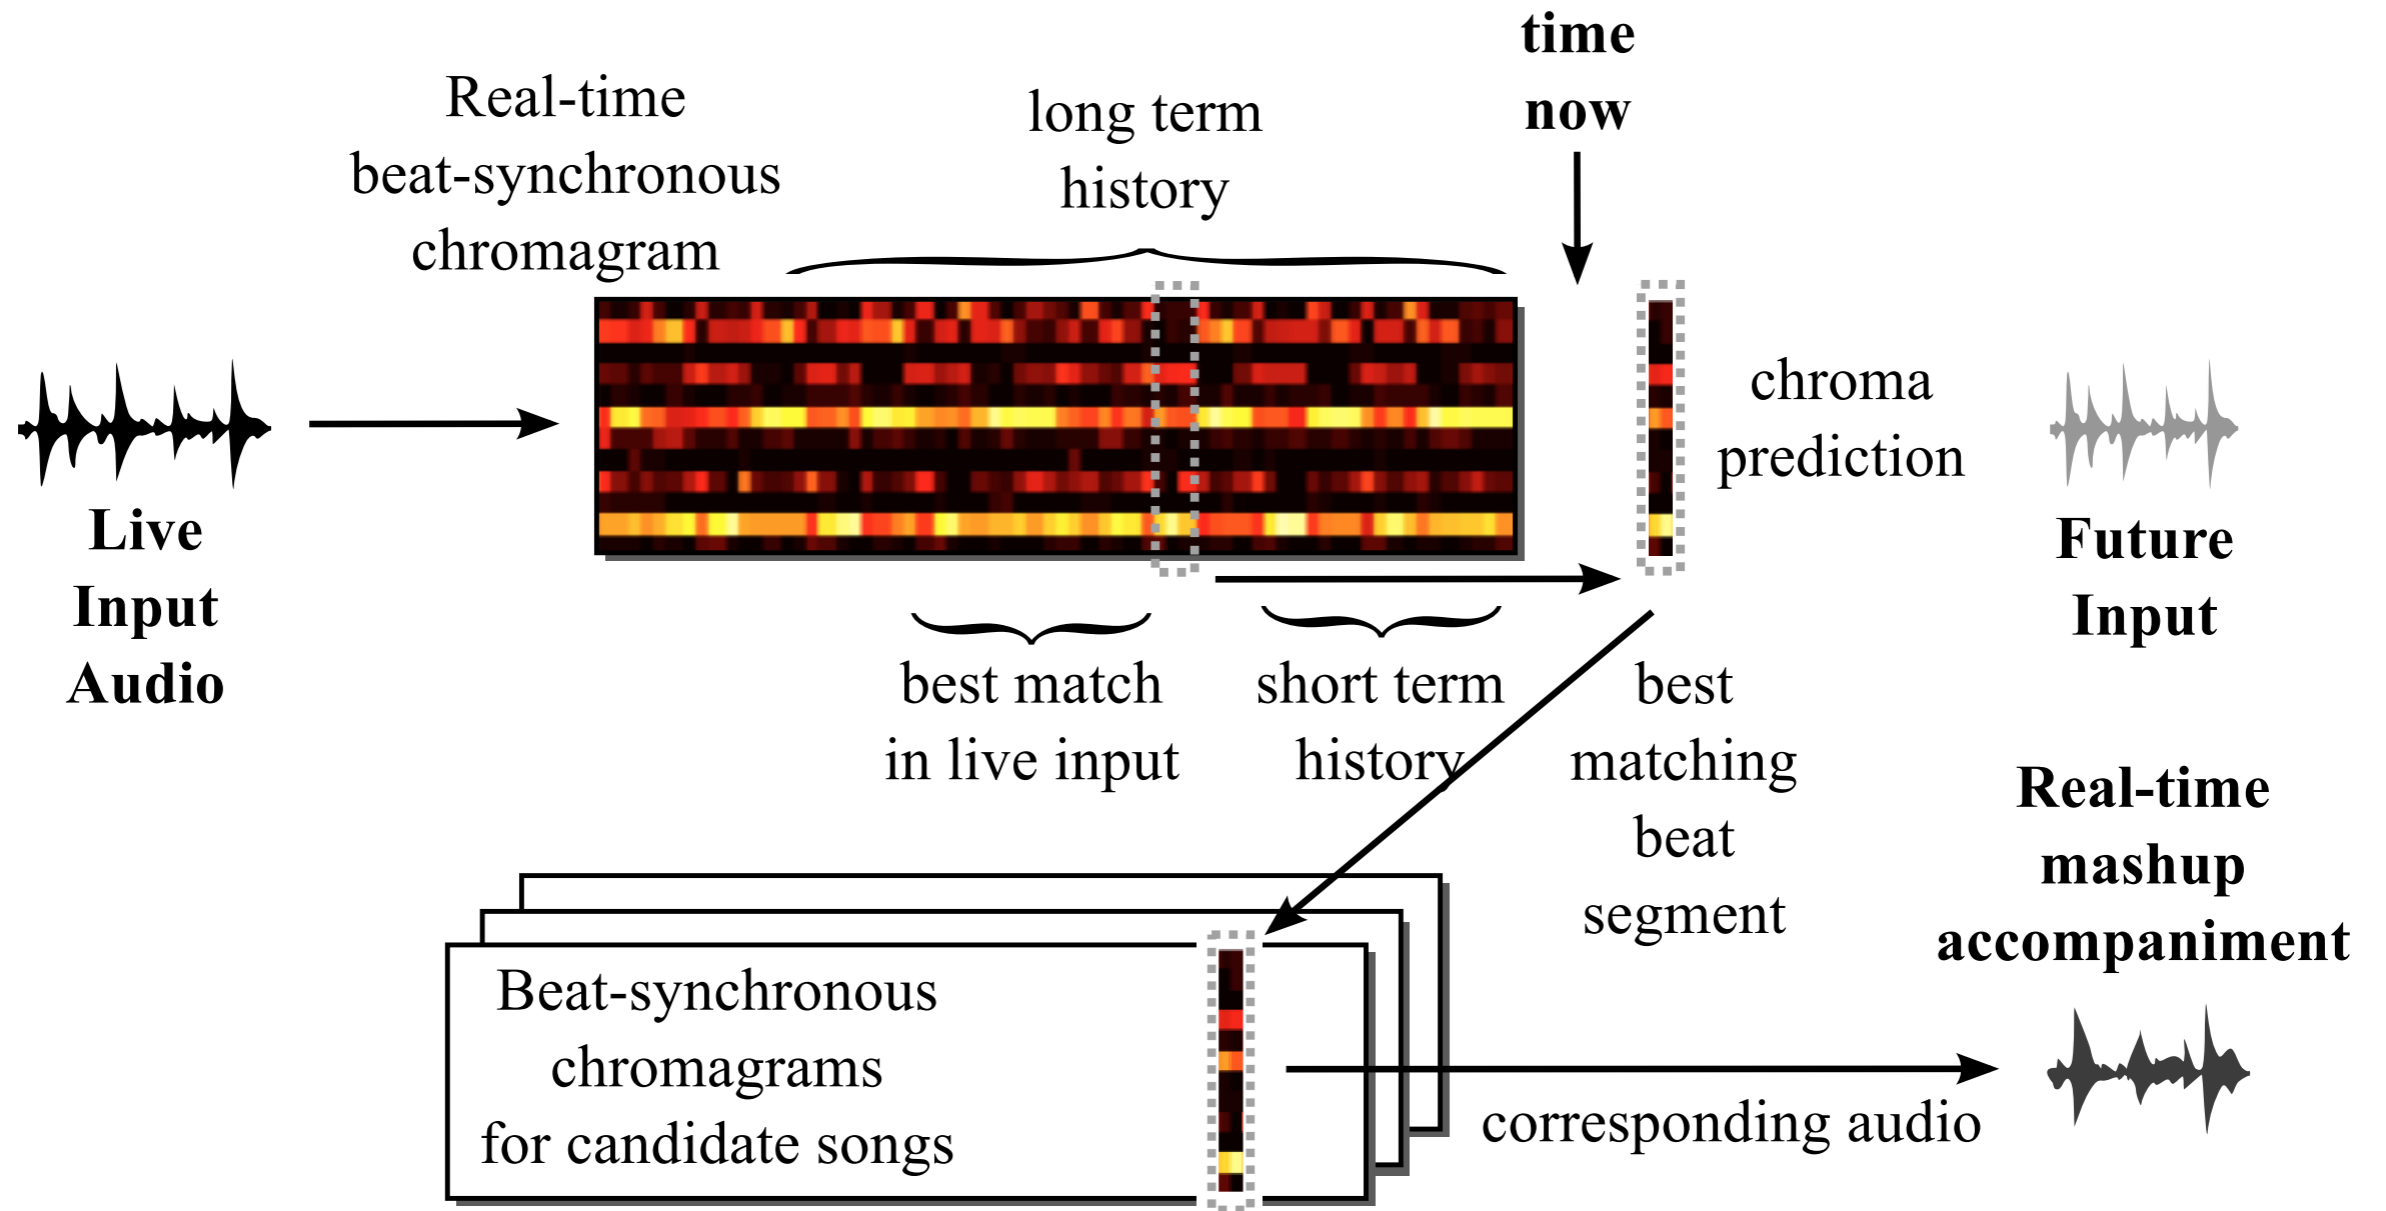 time
now
Real-time
beat-synchronous
chromagram
long term
history
chroma
prediction
Live
Input
Audio
Future
Input
best match
in live input
short term
history
best
matching
beat
segment
Real-time
mashup
accompaniment
Beat-synchronous
chromagrams
for candidate songs
corresponding audio